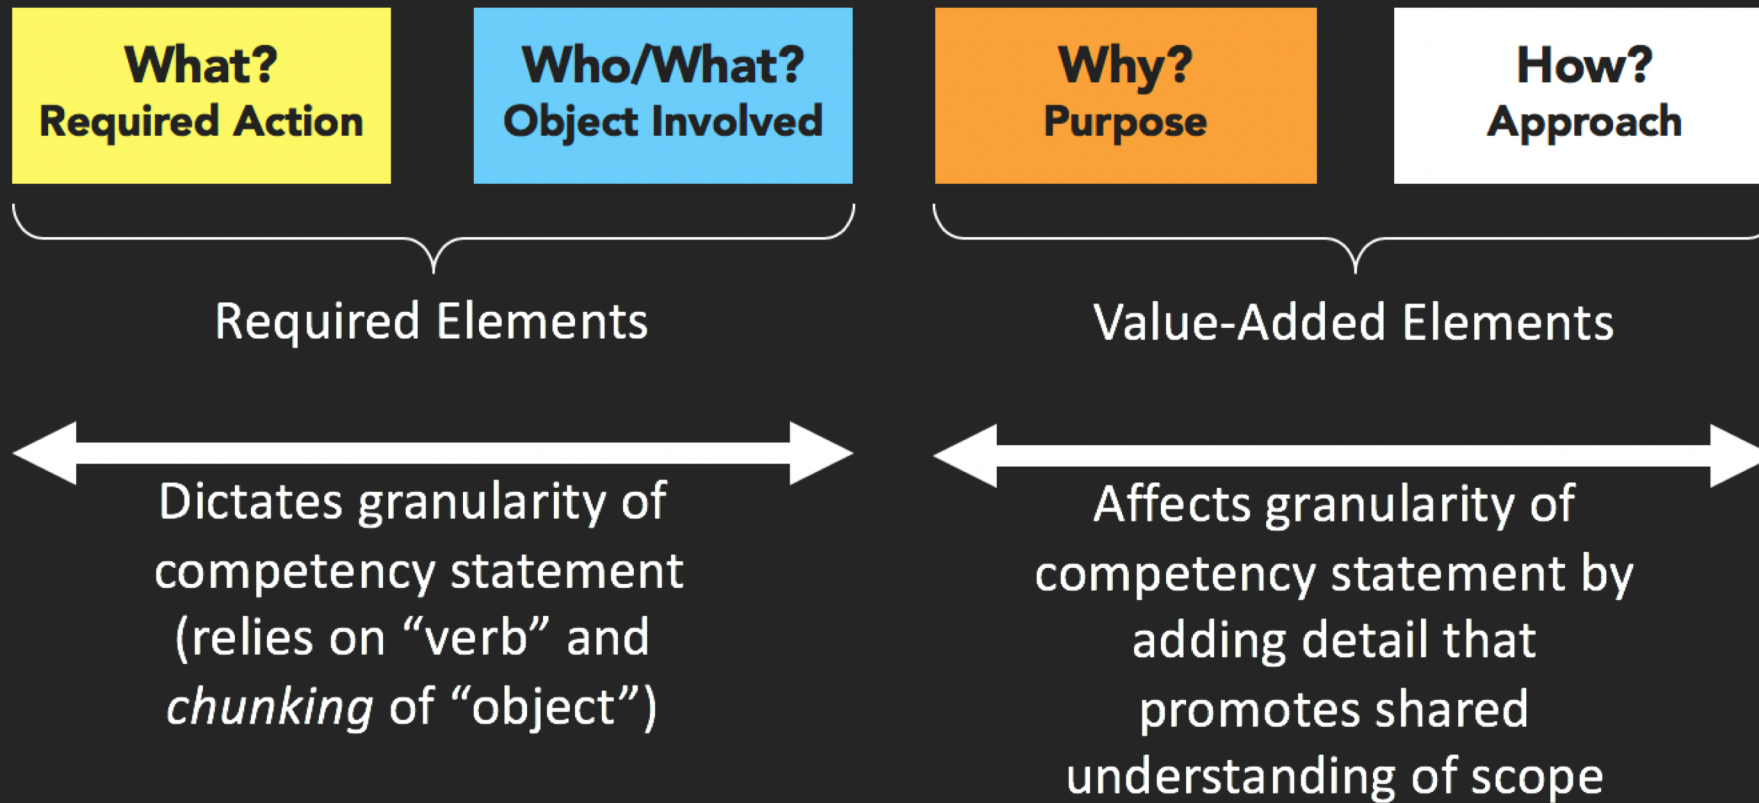 What?
Required Action
Who/What?
Object Involved
Why?
Purpose
How?
Approach
Required Elements
Value-Added Elements
Dictates granularity of
competency statement
(relies on “verb” and
chunking of “object”)
Affects granularity of
competency statement by
adding detail that
promotes shared
understanding of scope